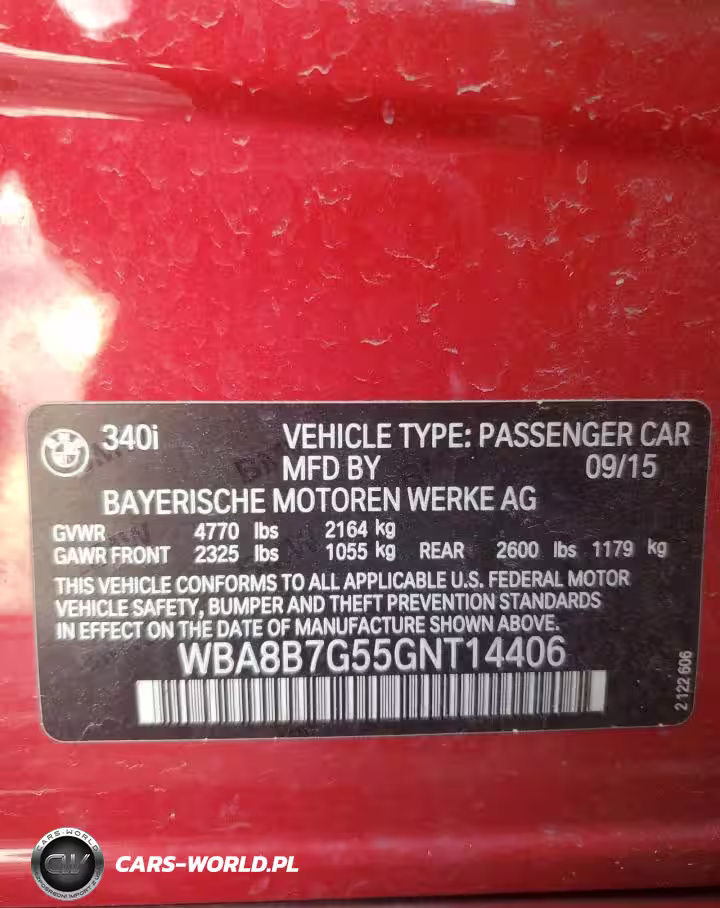 340i VEHICLE TYPE: PASSENGER CAR
MFD BY 09/15
BAYERISCHE MOTOREN WERKE AG
GVWR 4770 lbs 2164 kg
GAWR FRONT 2325 lbs 1055 kg REAR 2600 lbs 1179 kg
THIS VEHICLE CONFORMS TO ALL APPLICABLE U.S. FEDERAL MOTOR
VEHICLE SAFETY, BUMPER AND THEFT PREVENTION STANDARDS
IN EFFECT ON THE DATE OF MANUFACTURE SHOWN ABOVE.
WBA8B7G55GNT14406
2 122 606
CARS-WORLD
CW
CARS-WORLD.PL